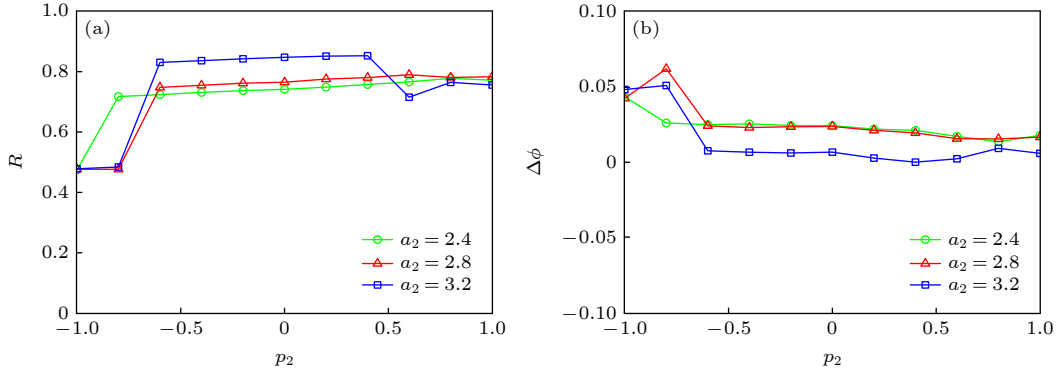 (a)
R
1.0
0.8
0.6
0.4
0.2
0
−1.0 −0.5 0 0.5 1.0
p₂
a₂ = 2.4
a₂ = 2.8
a₂ = 3.2
(b)
Δϕ
0.10
0.05
0
−0.05
−0.10
−1.0 −0.5 0 0.5 1.0
p₂
a₂ = 2.4
a₂ = 2.8
a₂ = 3.2